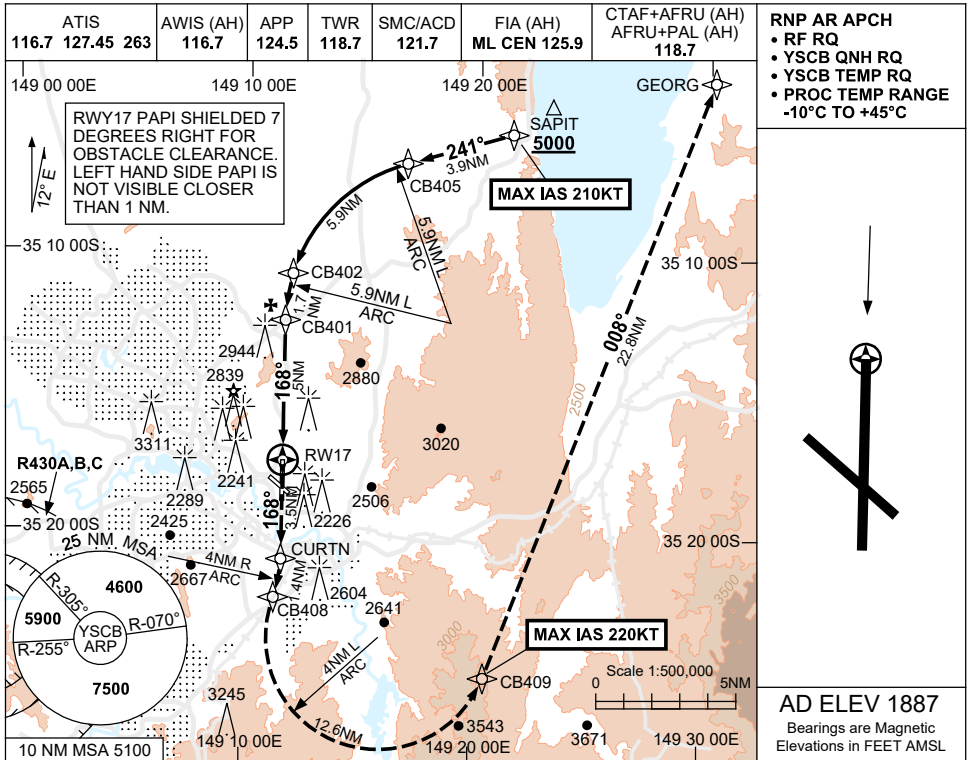 ATIS
116.7 127.45 263
AWIS (AH)
116.7
APP
124.5
TWR
118.7
SMC/ACD
121.7
FIA (AH)
ML CEN 125.9
CTAF+AFRU (AH)
AFRU+PAL (AH)
118.7
RNP AR APCH
• RF RQ
• YSCB QNH RQ
• YSCB TEMP RQ
• PROC TEMP RANGE
-10°C TO +45°C
149 00 00E
149 10 00E
149 20 00E
GEORG
RWY17 PAPI SHIELDED 7
DEGREES RIGHT FOR
OBSTACLE CLEARANCE.
LEFT HAND SIDE PAPI IS
NOT VISIBLE CLOSER
THAN 1 NM.
12° E
SAPIT
5000
241°
3.9NM
CB405
MAX IAS 210KT
5.9NM
5.9NM L
ARC
35 10 00S
35 10 00S
CB402
5.9NM L
ARC
1.7
NM
CB401
2944
2839
2880
168°
5NM
008°
22.8NM
2500
3311
3020
R430A,B,C
2565
2289
2241
RW17
2506
2226
35 20 00S
35 20 00S
2425
168°
5NM
25 NM MSA
4NM R
ARC
2667
CURTN
1.4NM
2604
CB408
2641
3000
3500
4600
5900
R-305°
R-070°
R-255°
YSCB
ARP
7500
4NM L
ARC
MAX IAS 220KT
CB409
Scale 1:500,000
0
5NM
3245
12.6NM
3543
3671
10 NM MSA 5100
149 10 00E
149 20 00E
149 30 00E
AD ELEV 1887
Bearings are Magnetic
Elevations in FEET AMSL